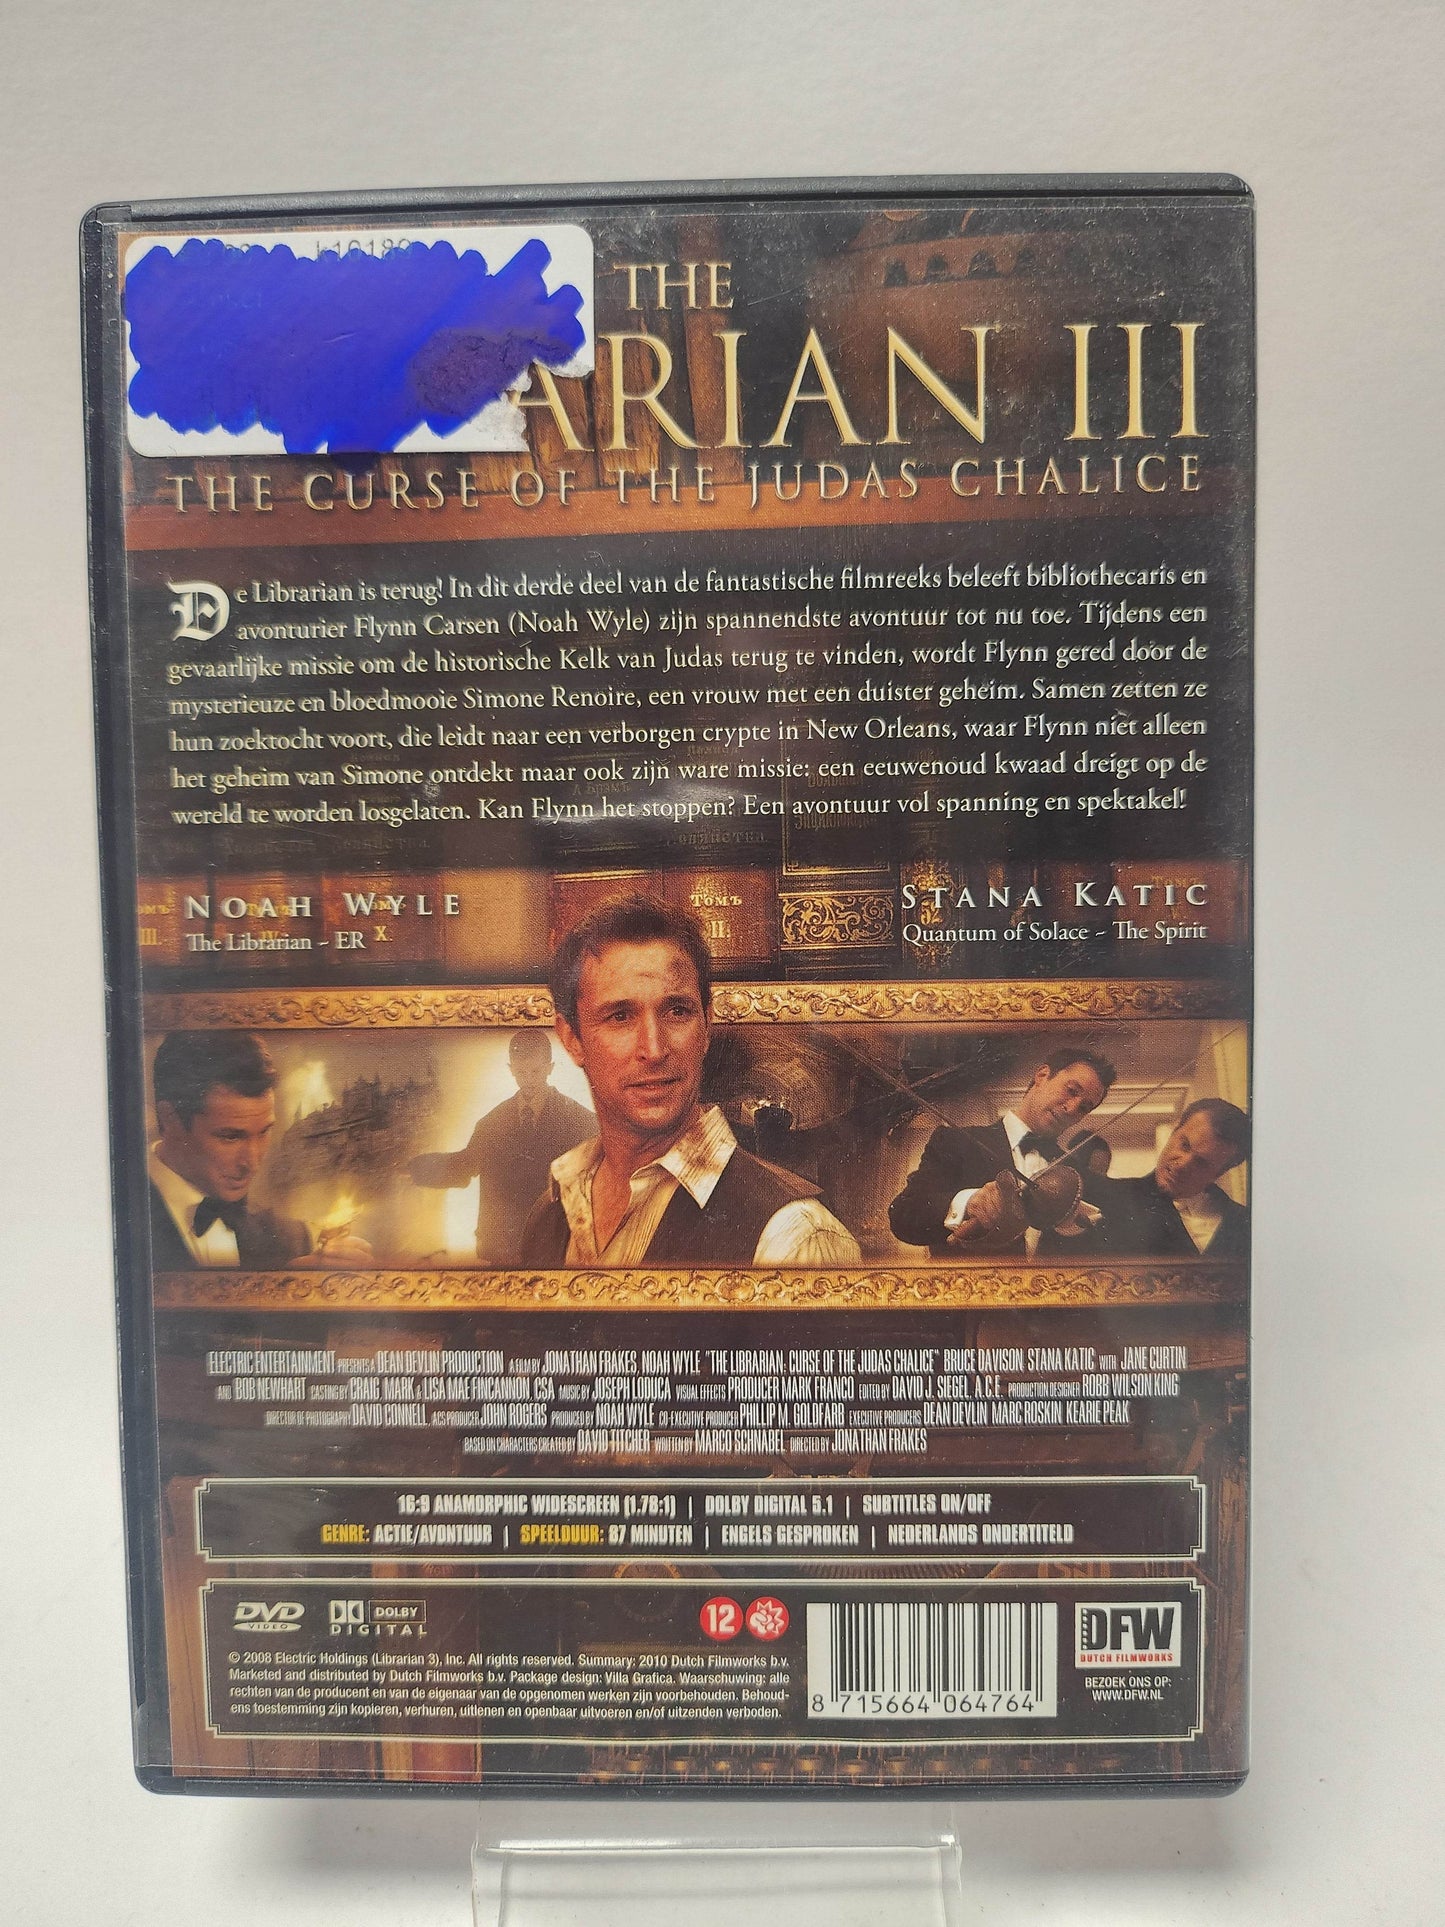 k10189
THE
ARIAN III
THE CURSE OF THE JUDAS CHALICE
De Librarian is terug! In dit derde deel van de fantastische filmreeks beleeft bibliothecaris en
avonturier Flynn Carsen (Noah Wyle) zijn spannendste avontuur tot nu toe. Tijdens een
gevaarlijke missie om de historische Kelk van Judas terug te vinden, wordt Flynn gered door de
mysterieuze en bloedmooie Simone Renoire, een vrouw met een duister geheim. Samen zetten ze
hun zoektocht voort, die leidt naar een verborgen crypte in New Orleans, waar Flynn niet alleen
het geheim van Simone ontdekt maar ook zijn ware missie: een eeuwenoud kwaad dreigt op de
wereld te worden losgelaten. Kan Flynn het stoppen? Een avontuur vol spanning en spektakel!
NOAH WYLE
The Librarian - ER
STANA KATIC
Quantum of Solace - The Spirit
Томъ
II.
III.
X.
ELECTRIC ENTERTAINMENT PRESENTS A DEAN DEVLIN PRODUCTION A FILM BY JONATHAN FRAKES, NOAH WYLE "THE LIBRARIAN: CURSE OF THE JUDAS CHALICE" BRUCE DAVISON, STANA KATIC WITH JANE CURTIN
AND BOB NEWHART CASTING BY CRAIG, MARK & LISA MAE FINCANNON, CSA MUSIC BY JOSEPH LODUCA VISUAL EFFECTS PRODUCER MARK FRANCO EDITED BY DAVID J. SIEGEL, A.C.E. PRODUCTION DESIGNER ROBB WILSON KING
DIRECTOR OF PHOTOGRAPHY DAVID CONNELL, ACS PRODUCER JOHN ROGERS PRODUCED BY NOAH WYLE CO-EXECUTIVE PRODUCER PHILLIP M. GOLDFARB EXECUTIVE PRODUCERS DEAN DEVLIN MARC ROSKIN, KEARIE PEAK
BASED ON CHARACTERS CREATED BY DAVID TITCHER WRITTEN BY MARCO SCHNABEL DIRECTED BY JONATHAN FRAKES
16:9 ANAMORPHIC WIDESCREEN (1.78:1) | DOLBY DIGITAL 5.1 | SUBTITLES ON/OFF
GENRE: ACTIE/AVONTUUR | SPEELDUUR: 87 MINUTEN | ENGELS GESPROKEN | NEDERLANDS ONDERTITELD
DVD
VIDEO
DOLBY
DIGITAL
12
© 2008 Electric Holdings (Librarian 3), Inc. All rights reserved. Summary: 2010 Dutch Filmworks b.v.
Marketed and distributed by Dutch Filmworks b.v. Package design: Villa Grafica. Waarschuwing: alle
rechten van de producent en van de eigenaar van de opgenomen werken zijn voorbehouden. Behoud-
ens toestemming zijn kopieren, verhuren, uitlenen en openbaar uitvoeren en/of uitzenden verboden.
8 715664 064764
DFW
DUTCH FILMWORKS
BEZOEK ONS OP:
WWW.DFW.NL